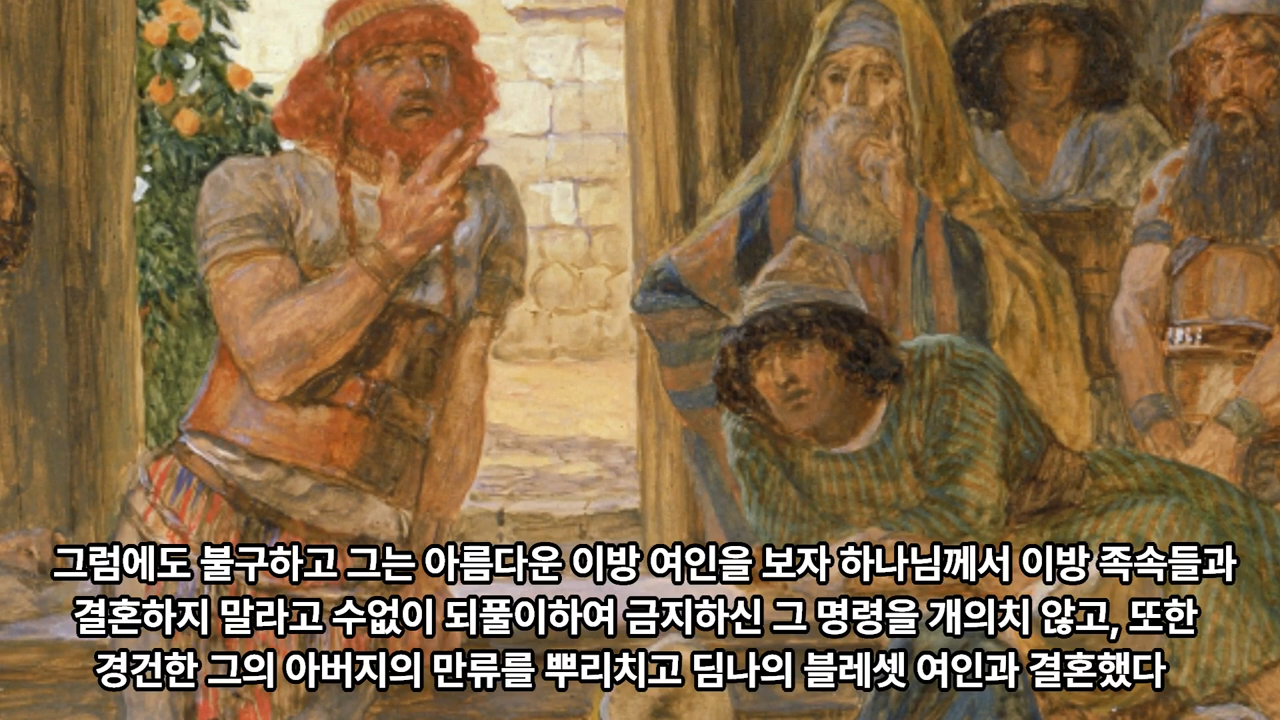 그럼에도 불구하고 그는 아름다운 이방 여인을 보자 하나님께서 이방 족속들과
결혼하지 말라고 수없이 되풀이하여 금지하신 그 명령을 개의치 않고, 또한
경건한 그의 아버지의 만류를 뿌리치고 딤나의 블레셋 여인과 결혼했다